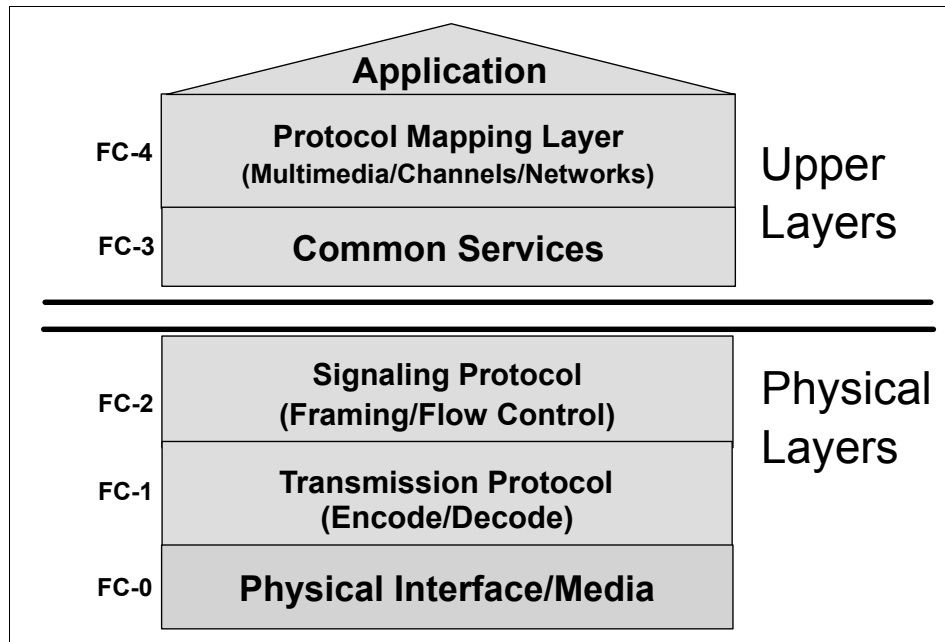 Application
FC-4
Protocol Mapping Layer
(Multimedia/Channels/Networks)
Upper
Layers
FC-3
Common Services
FC-2
Signaling Protocol
(Framing/Flow Control)
Physical
Layers
FC-1
Transmission Protocol
(Encode/Decode)
FC-0
Physical Interface/Media